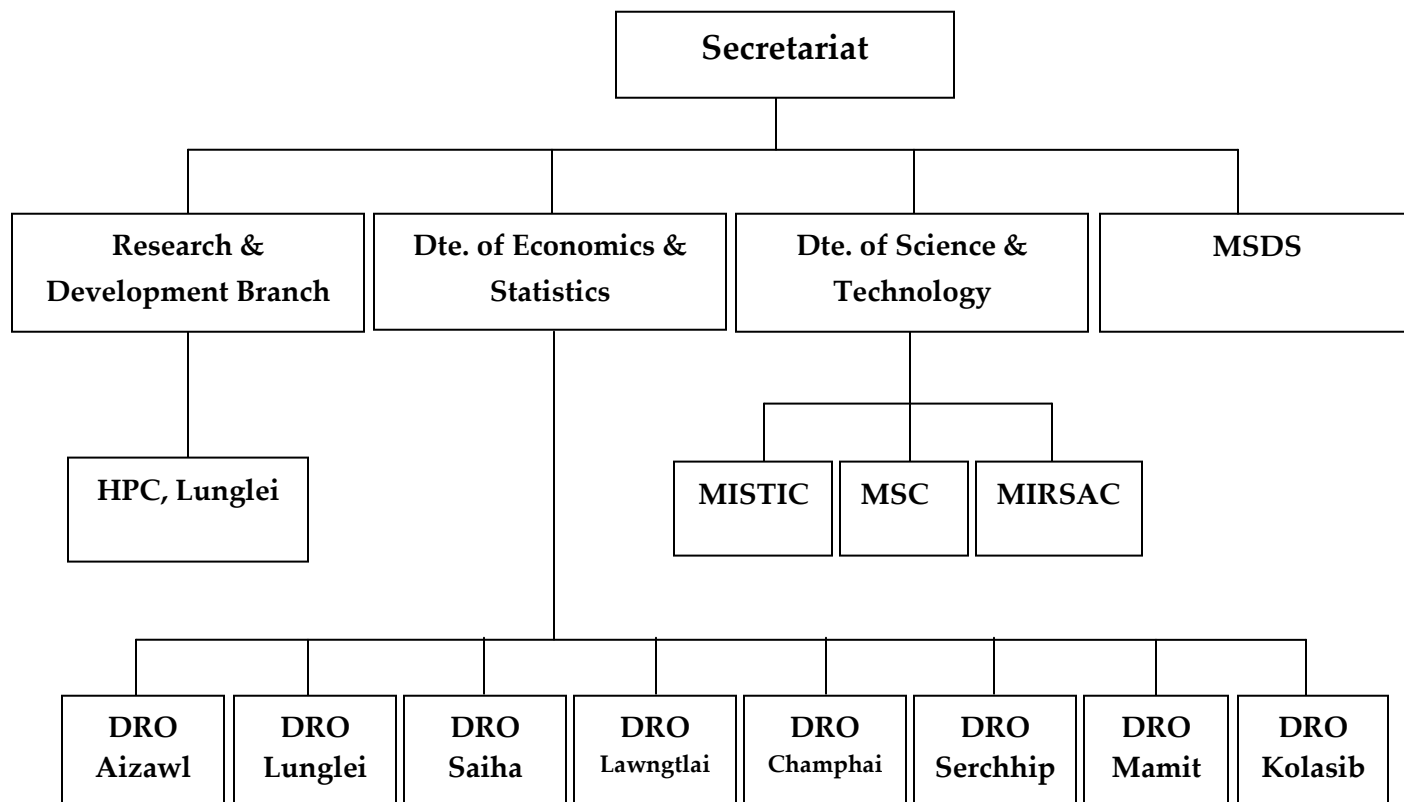 Secretariat
Research &
Development Branch
Dte. of Economics &
Statistics
Dte. of Science &
Technology
MSDS
HPC, Lunglei
MISTIC
MSC
MIRSAC
DRO
Aizawl
DRO
Lunglei
DRO
Saiha
DRO
Lawngtlai
DRO
Champhai
DRO
Serchhip
DRO
Mamit
DRO
Kolasib